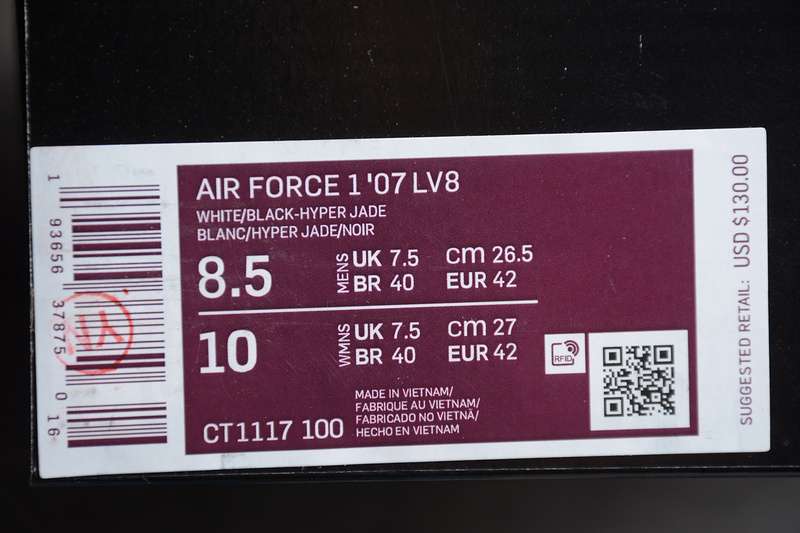 AIR FORCE 1 '07 LV8
WHITE/BLACK-HYPER JADE
BLANC/HYPER JADE/NOIR
8.5 MENS UK 7.5 cm 26.5
BR 40 EUR 42
10 WMNS UK 7.5 cm 27
BR 40 EUR 42
RFID
MADE IN VIETNAM/
FABRIQUE AU VIETNAM/
FABRICADO NO VIETNÃ/
HECHO EN VIETNAM
CT1117 100
1 93656 37875 0 16
SUGGESTED RETAIL: USD $130.00